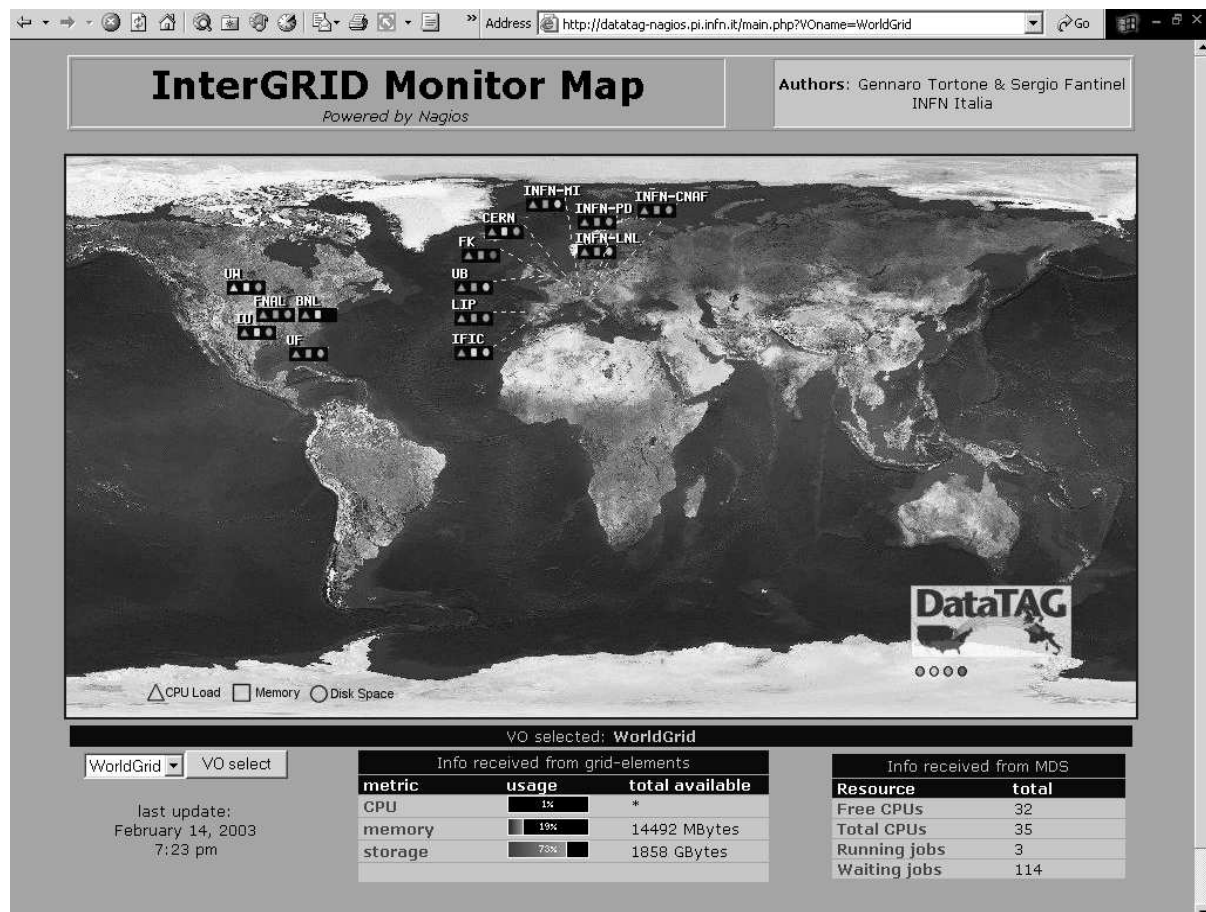 » Address http://datatag-nagios.pi.infn.it/main.php?VOname=WorldGrid Go
InterGRID Monitor Map
Powered by Nagios
Authors: Gennaro Tortone & Sergio Fantinel
INFN Italia
INFN-MI
INFN-CNAF
INFN-PD
CERN
INFN-LNL
FK
UW
UB
FNAL BNL
LIP
IU
UF
IFIC
DataTAG
CPU Load Memory Disk Space
VO selected: WorldGrid
WorldGrid VO select
last update:
February 14, 2003
7:23 pm
Info received from grid-elements
metric usage total available
CPU 1% *
memory 19% 14492 MBytes
storage 73% 1858 GBytes
Info received from MDS
Resource total
Free CPUs 32
Total CPUs 35
Running jobs 3
Waiting jobs 114